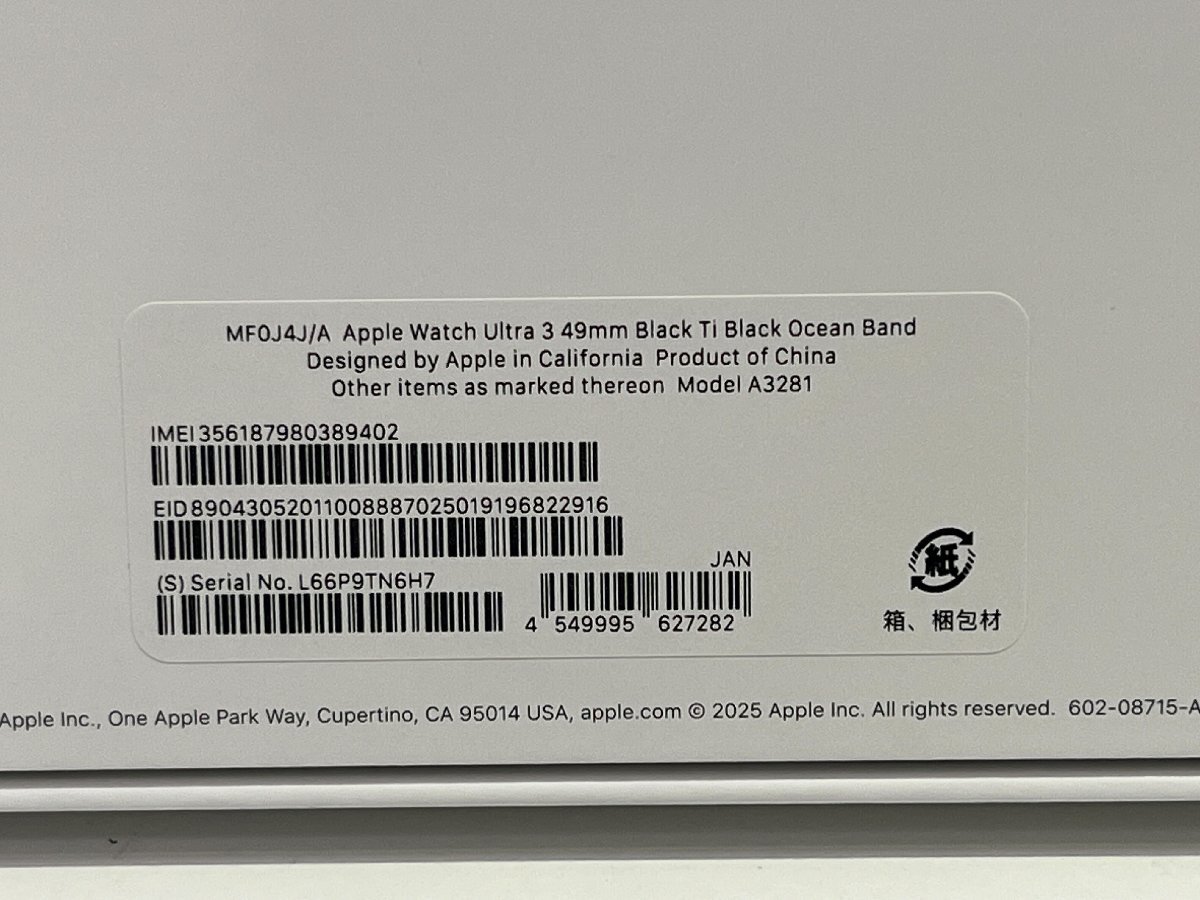 MF0J4J/A Apple Watch Ultra 3 49mm Black Ti Black Ocean Band
Designed by Apple in California Product of China
Other items as marked thereon Model A3281
IMEI 356187980389402
EID 89043052011008887025019196822916
(S) Serial No. L66P9TN6H7
JAN
4 549995 627282
紙
箱、梱包材
Apple Inc., One Apple Park Way, Cupertino, CA 95014 USA, apple.com © 2025 Apple Inc. All rights reserved. 602-08715-A